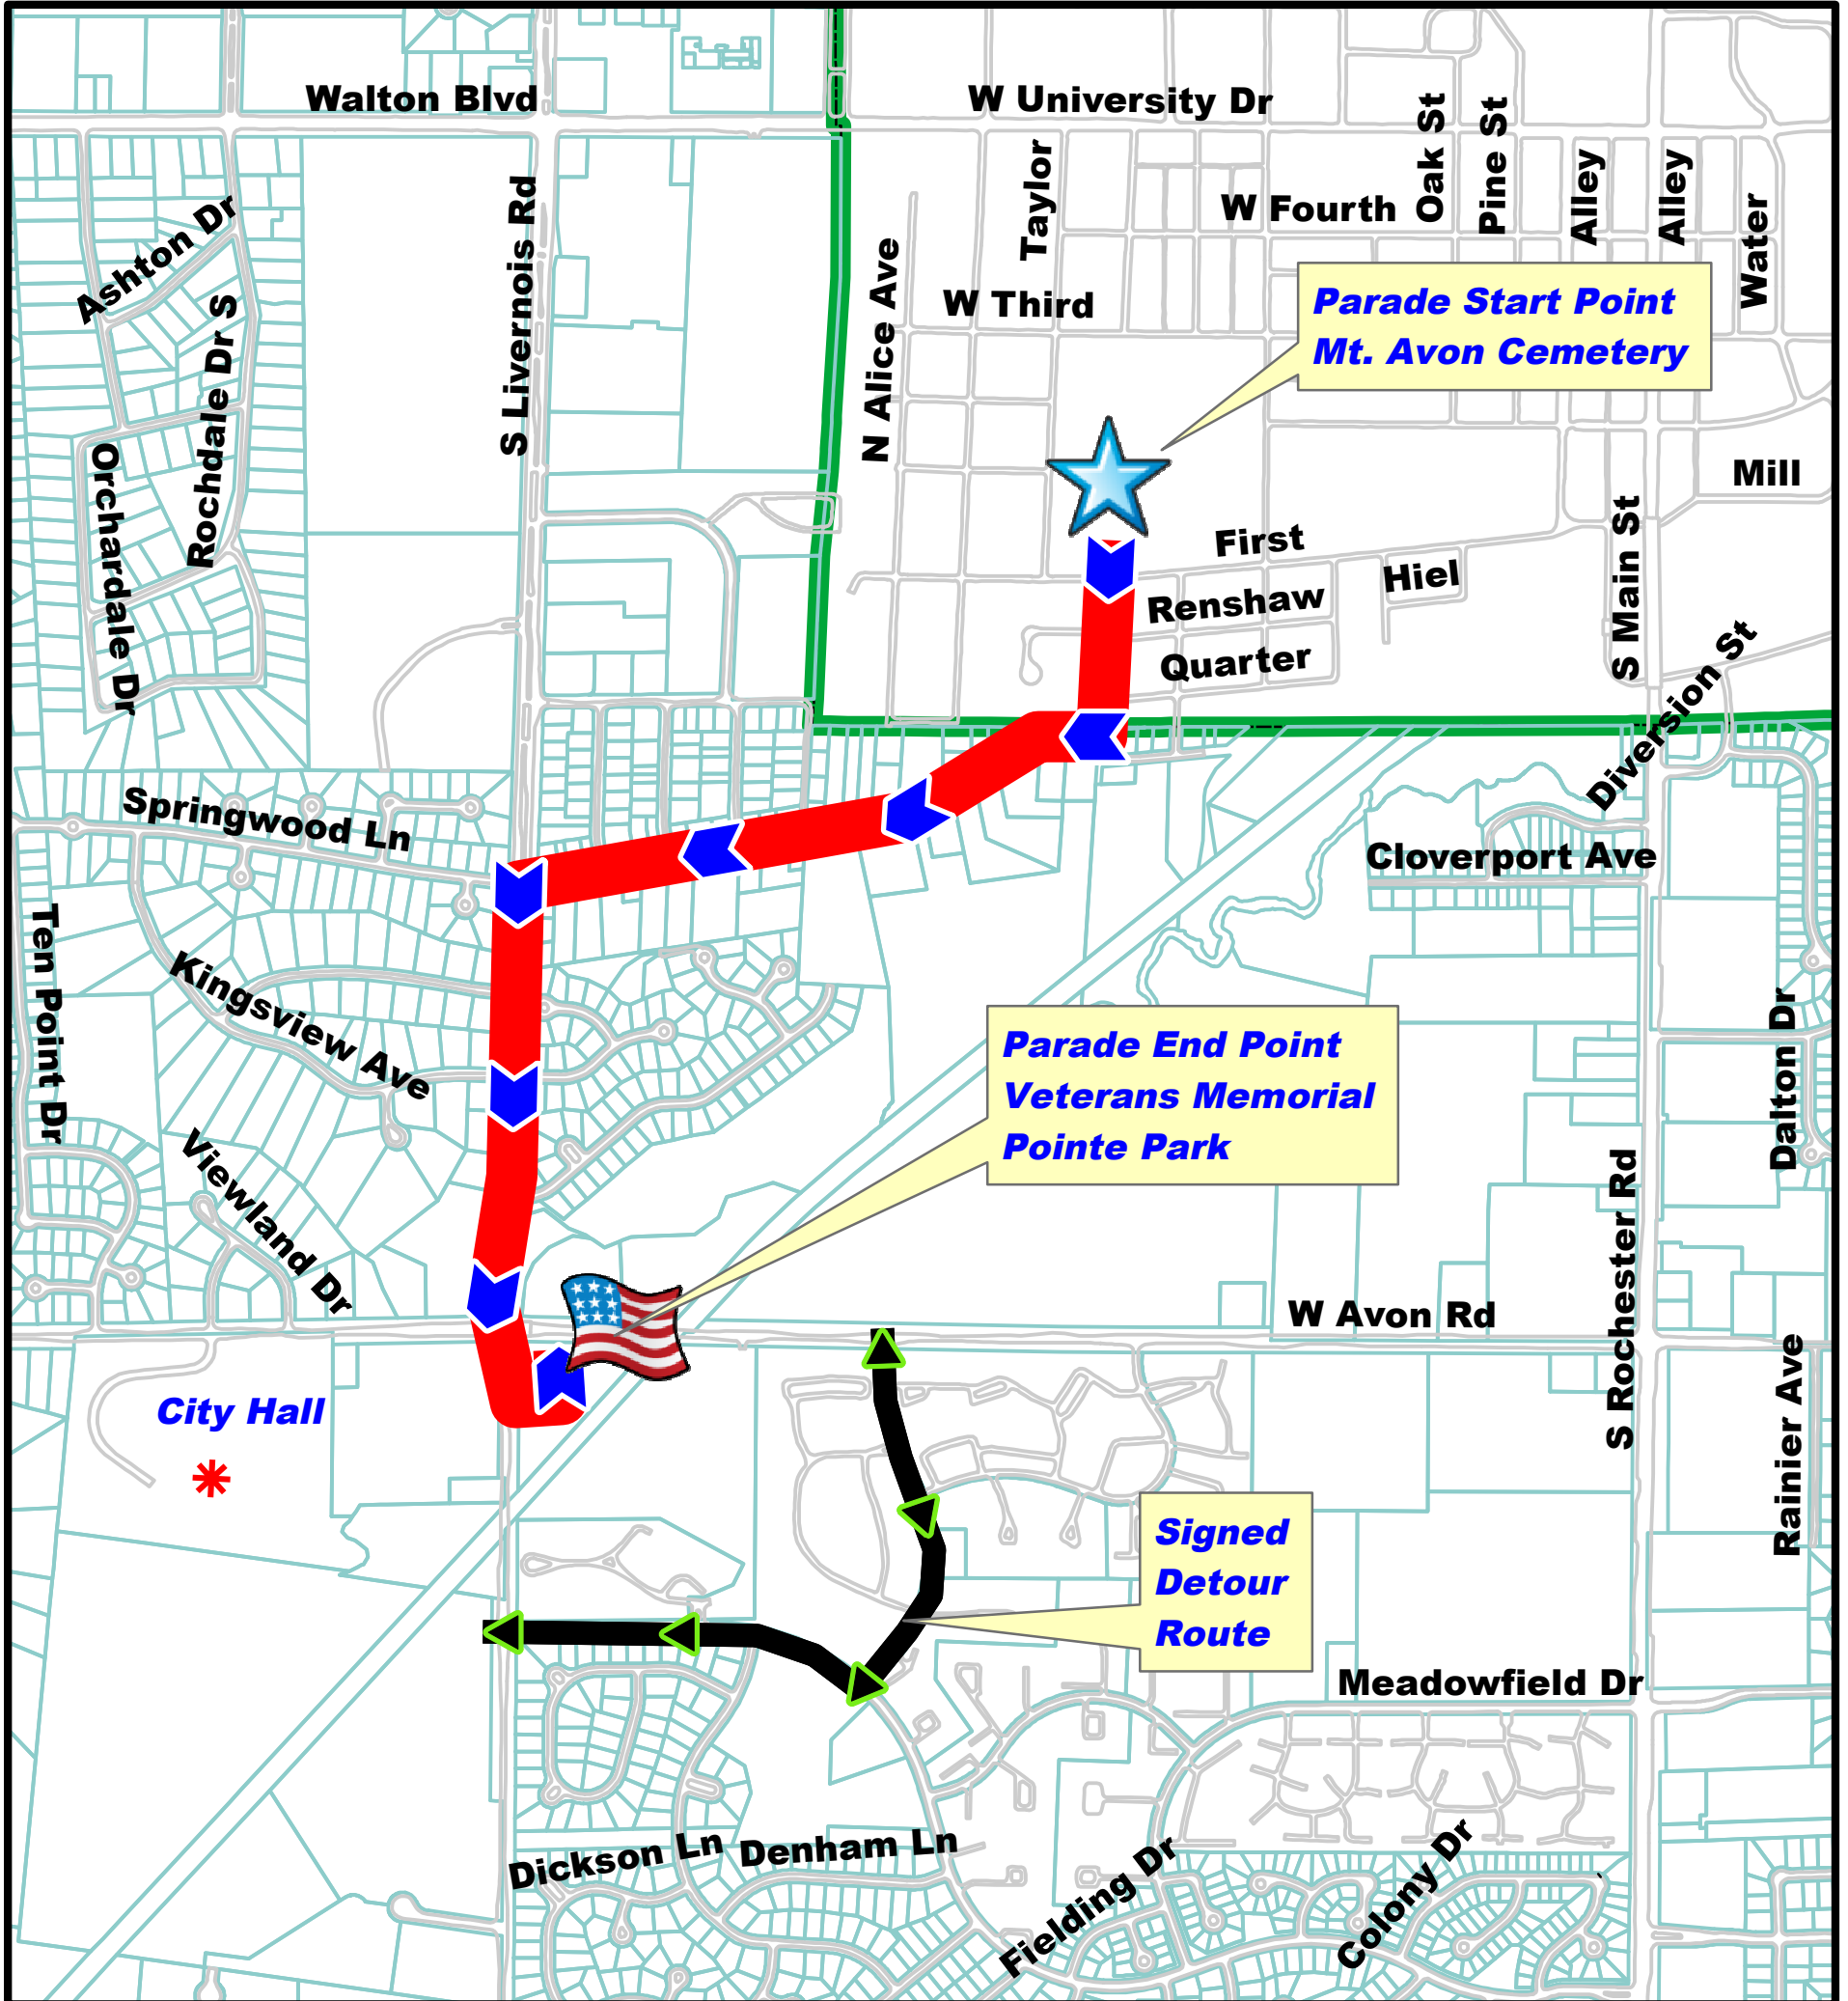 Walton Blvd
W University Dr
Oak St
Pine St
Alley
Alley
Water
Taylor
W Fourth
Ashton Dr
S Livernois Rd
N Alice Ave
W Third
Parade Start Point
Mt. Avon Cemetery
Rochdale Dr S
Orchardale Dr
Mill
S Main St
First
Hiel
Renshaw
Quarter
Diversion St
Springwood Ln
Cloverport Ave
Ten Point Dr
Kingsview Ave
Dalton Dr
Parade End Point
Veterans Memorial
Pointe Park
Viewland Dr
S Rochester Rd
W Avon Rd
Rainier Ave
City Hall
Signed
Detour
Route
Meadowfield Dr
Dickson Ln
Denham Ln
Fielding Dr
Colony Dr